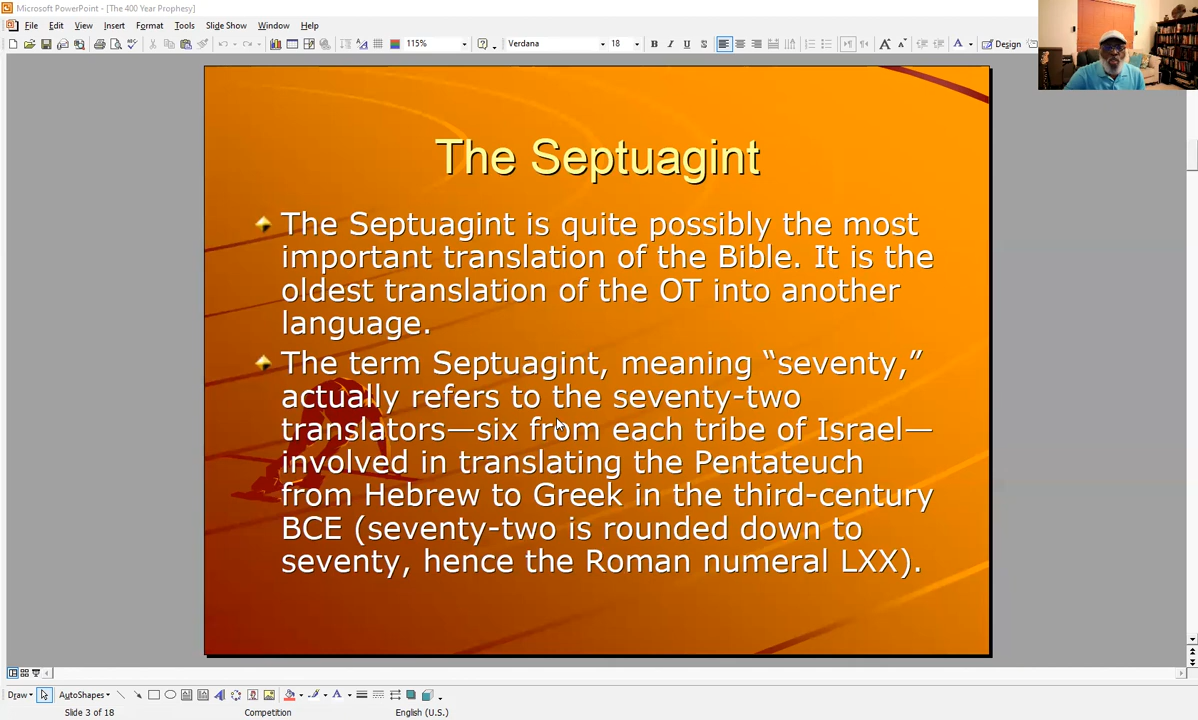 Microsoft PowerPoint - [The 400 Year Prophesy]
File Edit View Insert Format Tools Slide Show Window Help
115% Verdana 18 B I U S A A A Design
The Septuagint
The Septuagint is quite possibly the most
important translation of the Bible. It is the
oldest translation of the OT into another
language.
The term Septuagint, meaning “seventy,”
actually refers to the seventy-two
translators—six from each tribe of Israel—
involved in translating the Pentateuch
from Hebrew to Greek in the third-century
BCE (seventy-two is rounded down to
seventy, hence the Roman numeral LXX).
Draw AutoShapes A
Slide 3 of 18 Competition English (U.S.)